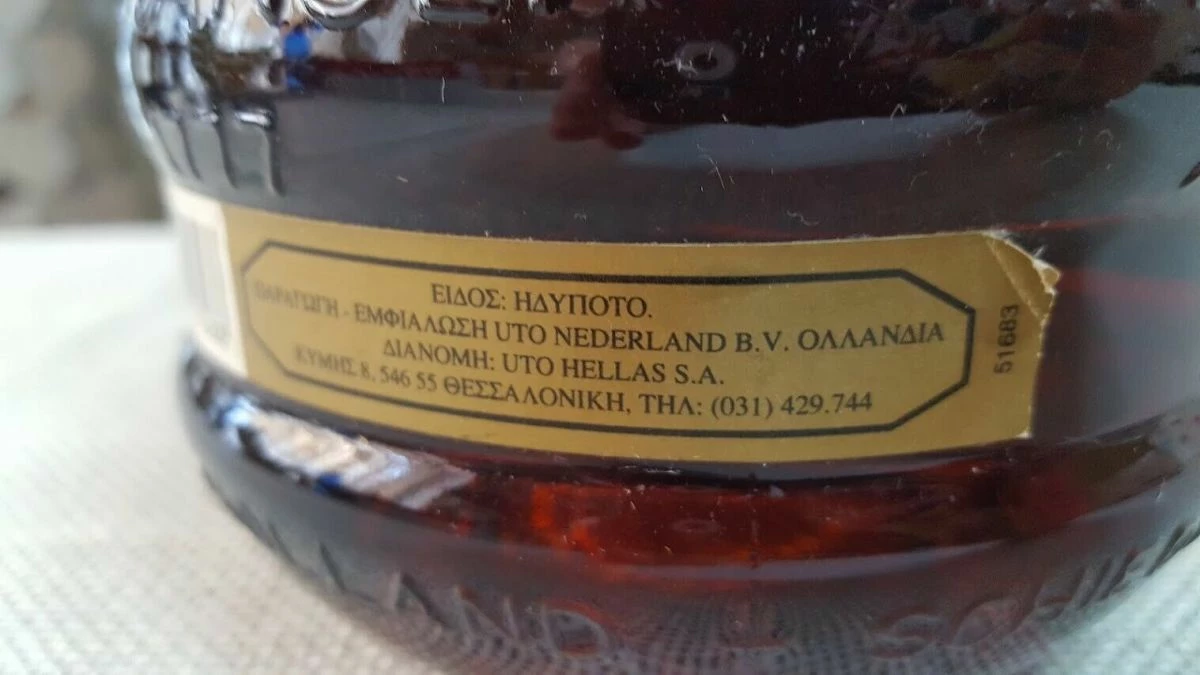 ΕΙΔΟΣ: ΗΔΥΠΟΤΟ.
ΠΑΡΑΓΩΓΗ - ΕΜΦΙΑΛΩΣΗ UTO NEDERLAND B.V. ΟΛΛΑΝΔΙΑ
ΔΙΑΝΟΜΗ: UTO HELLAS S.A.
ΚΥΜΗΣ 8, 546 55 ΘΕΣΣΑΛΟΝΙΚΗ, ΤΗΛ: (031) 429.744
51683